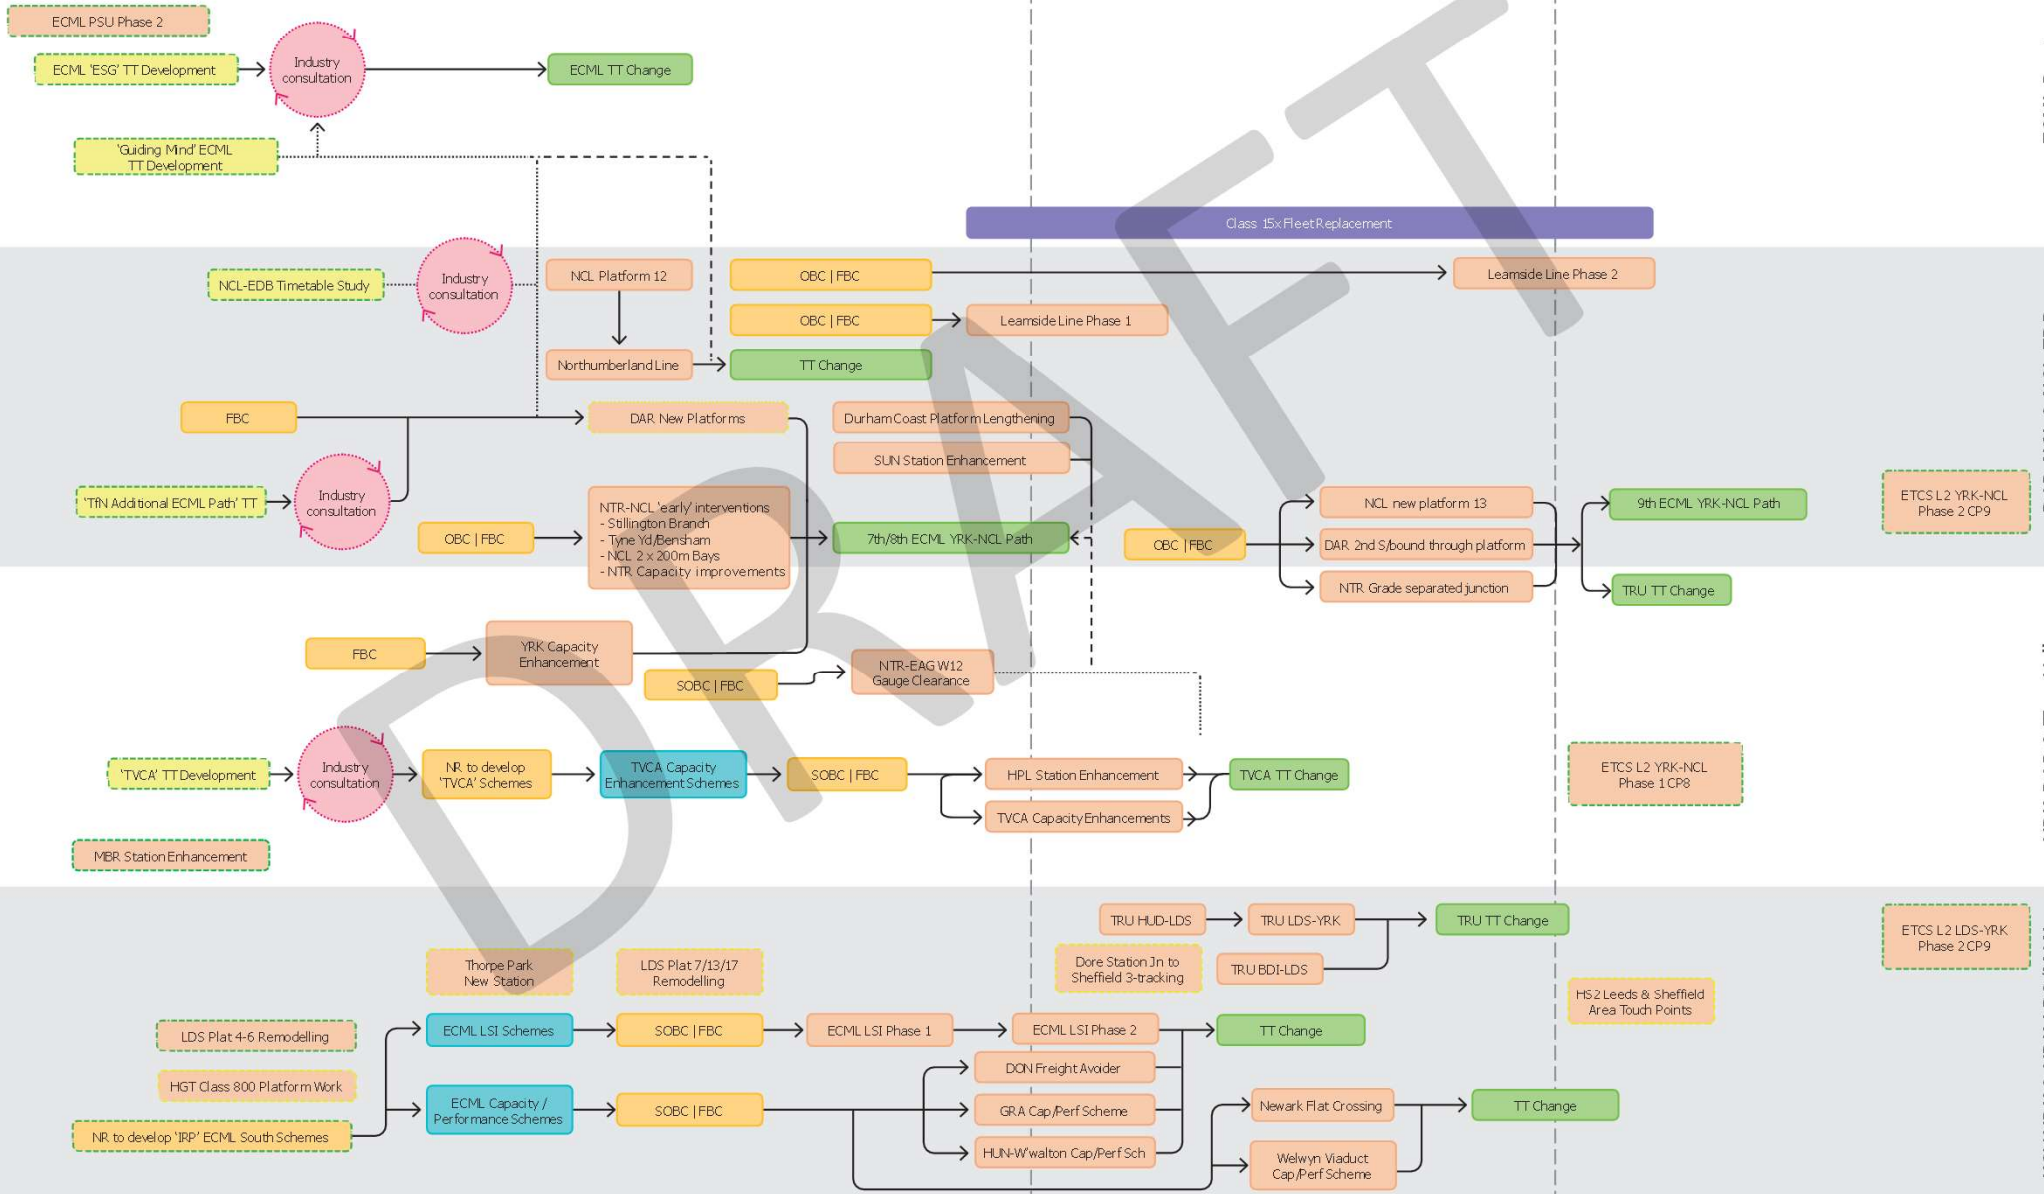 ECML PSU Phase 2
ECML 'ESG' TT Development
Industry
consultation
ECML TT Change
'Guiding Mind' ECML
TT Development
Class 15x Fleet Replacement
NCL-EDB Timetable Study
Industry
consultation
NCL Platform 12
OBC | FBC
Leamside Line Phase 2
OBC | FBC
Leamside Line Phase 1
Northumberland Line
TT Change
FBC
DAR New Platforms
Durham Coast Platform Lengthening
SUN Station Enhancement
'TfN Additional ECML Path' TT
Industry
consultation
OBC | FBC
NTR-NCL 'early' interventions
- Stillington Branch
- Tyne Yd/Bensham
- NCL 2 x 200m Bays
- NTR Capacity improvements
7th/8th ECML YRK-NCL Path
OBC | FBC
NCL new platform 13
DAR 2nd S/bound through platform
NTR Grade separated junction
9th ECML YRK-NCL Path
TRU TT Change
ETCS L2 YRK-NCL
Phase 2 CP9
FBC
YRK Capacity
Enhancement
SOBC | FBC
NTR-EAG W12
Gauge Clearance
'TVCA' TT Development
Industry
consultation
NR to develop
'TVCA' Schemes
TVCA Capacity
Enhancement Schemes
SOBC | FBC
HPL Station Enhancement
TVCA Capacity Enhancements
TVCA TT Change
ETCS L2 YRK-NCL
Phase 1 CP8
MBR Station Enhancement
TRU HUD-LDS
TRU LDS-YRK
TRU TT Change
ETCS L2 LDS-YRK
Phase 2 CP9
Thorpe Park
New Station
LDS Plat 7/13/17
Remodelling
Dore Station Jn to
Sheffield 3-tracking
TRU BDI-LDS
HS2 Leeds & Sheffield
Area Touch Points
LDS Plat 4-6 Remodelling
ECML LSI Schemes
SOBC | FBC
ECML LSI Phase 1
ECML LSI Phase 2
TT Change
DON Freight Avoider
HGT Class 800 Platform Work
ECML Capacity /
Performance Schemes
SOBC | FBC
GRA Cap/Perf Scheme
Newark Flat Crossing
TT Change
NR to develop 'IRP' ECML South Schemes
HUN-W'walton Cap/Perf Sch
Welwyn Viaduct
Cap/Perf Scheme
DRAFT